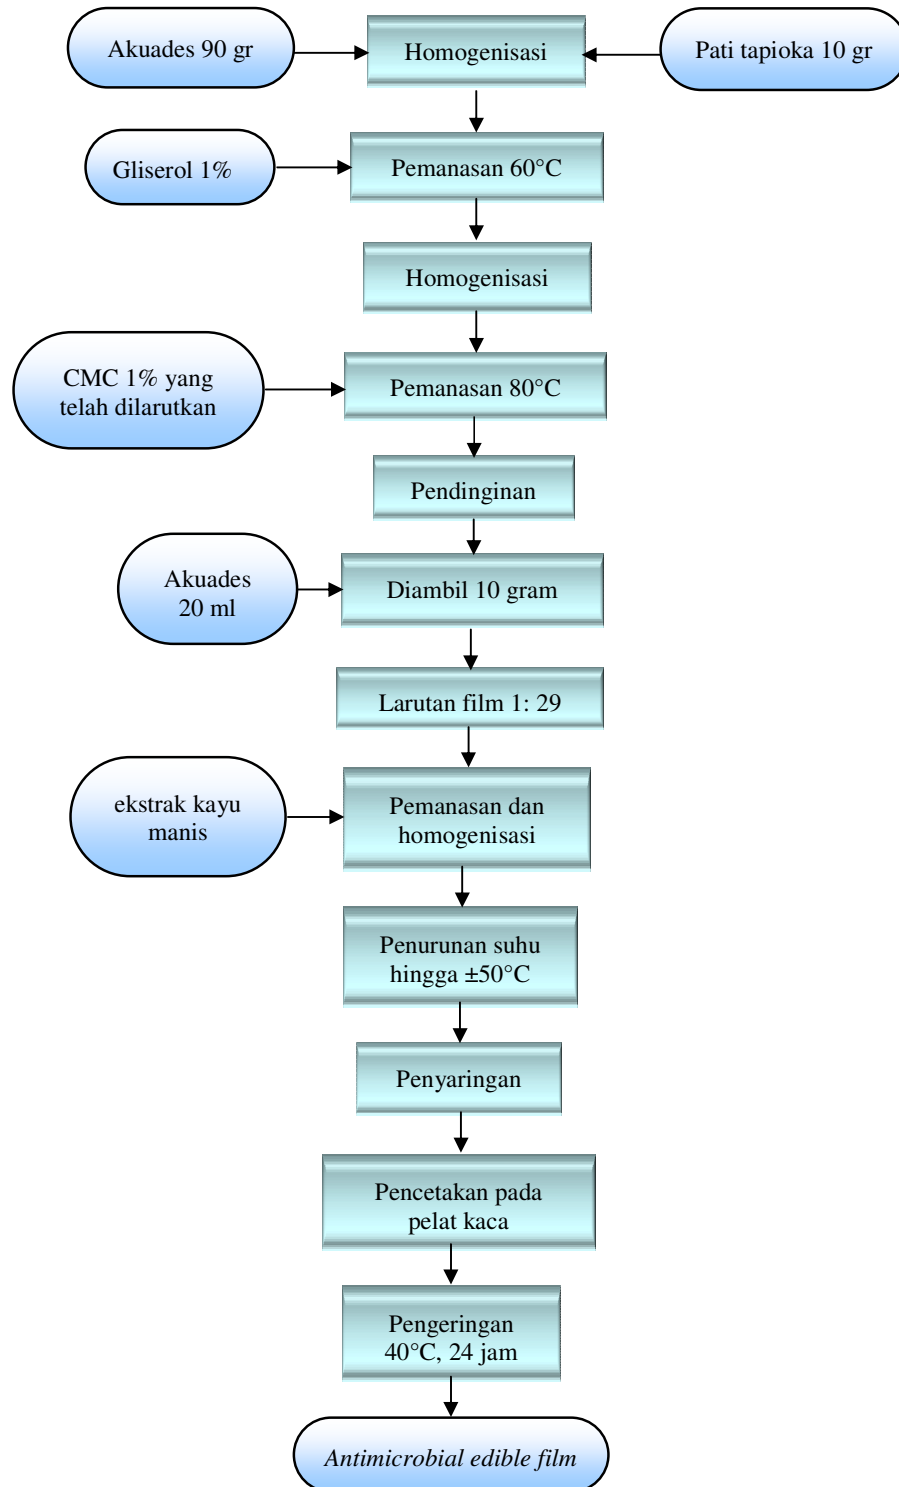 Akuades 90 gr
Homogenisasi
Pati tapioka 10 gr
Gliserol 1%
Pemanasan 60°C
Homogenisasi
CMC 1% yang
telah dilarutkan
Pemanasan 80°C
Pendinginan
Akuades
20 ml
Diambil 10 gram
Larutan film 1: 29
ekstrak kayu
manis
Pemanasan dan
homogenisasi
Penurunan suhu
hingga ±50°C
Penyaringan
Pencetakan pada
pelat kaca
Pengeringan
40°C, 24 jam
Antimicrobial edible film